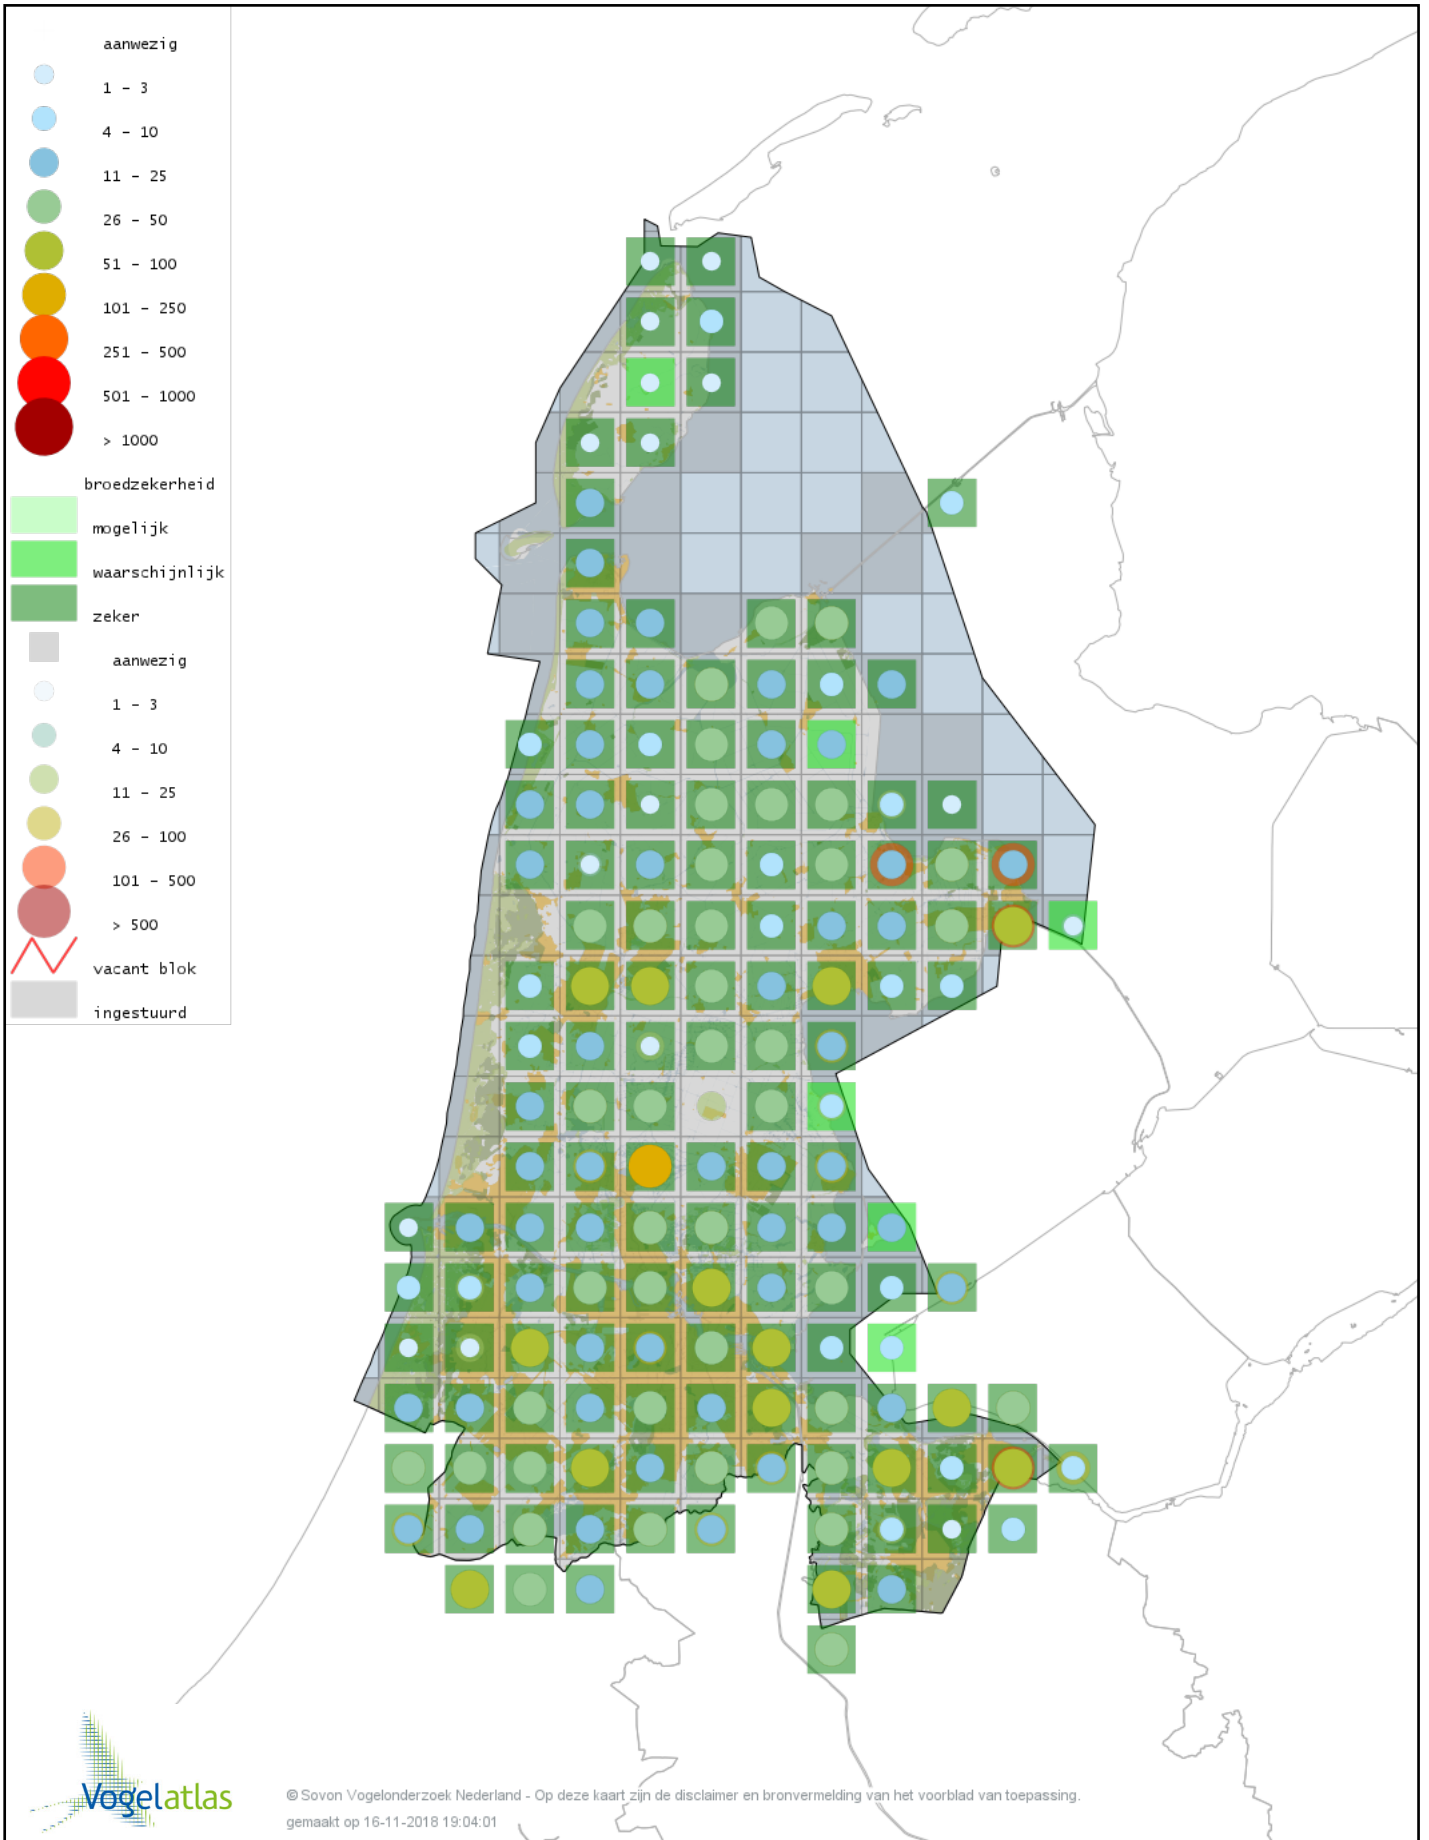 aanwezig
1 - 3
4 - 10
11 - 25
26 - 50
51 - 100
101 - 250
251 - 500
501 - 1000
> 1000
broedzekerheid
mogelijk
waarschijnlijk
zeker
aanwezig
1 - 3
4 - 10
11 - 25
26 - 100
101 - 500
> 500
vacant blok
ingestuurd
Vogelatlas
© Sovon Vogelonderzoek Nederland - Op deze kaart zijn de disclaimer en bronvermelding van het voorblad van toepassing.
gemaakt op 16-11-2018 19:04:01